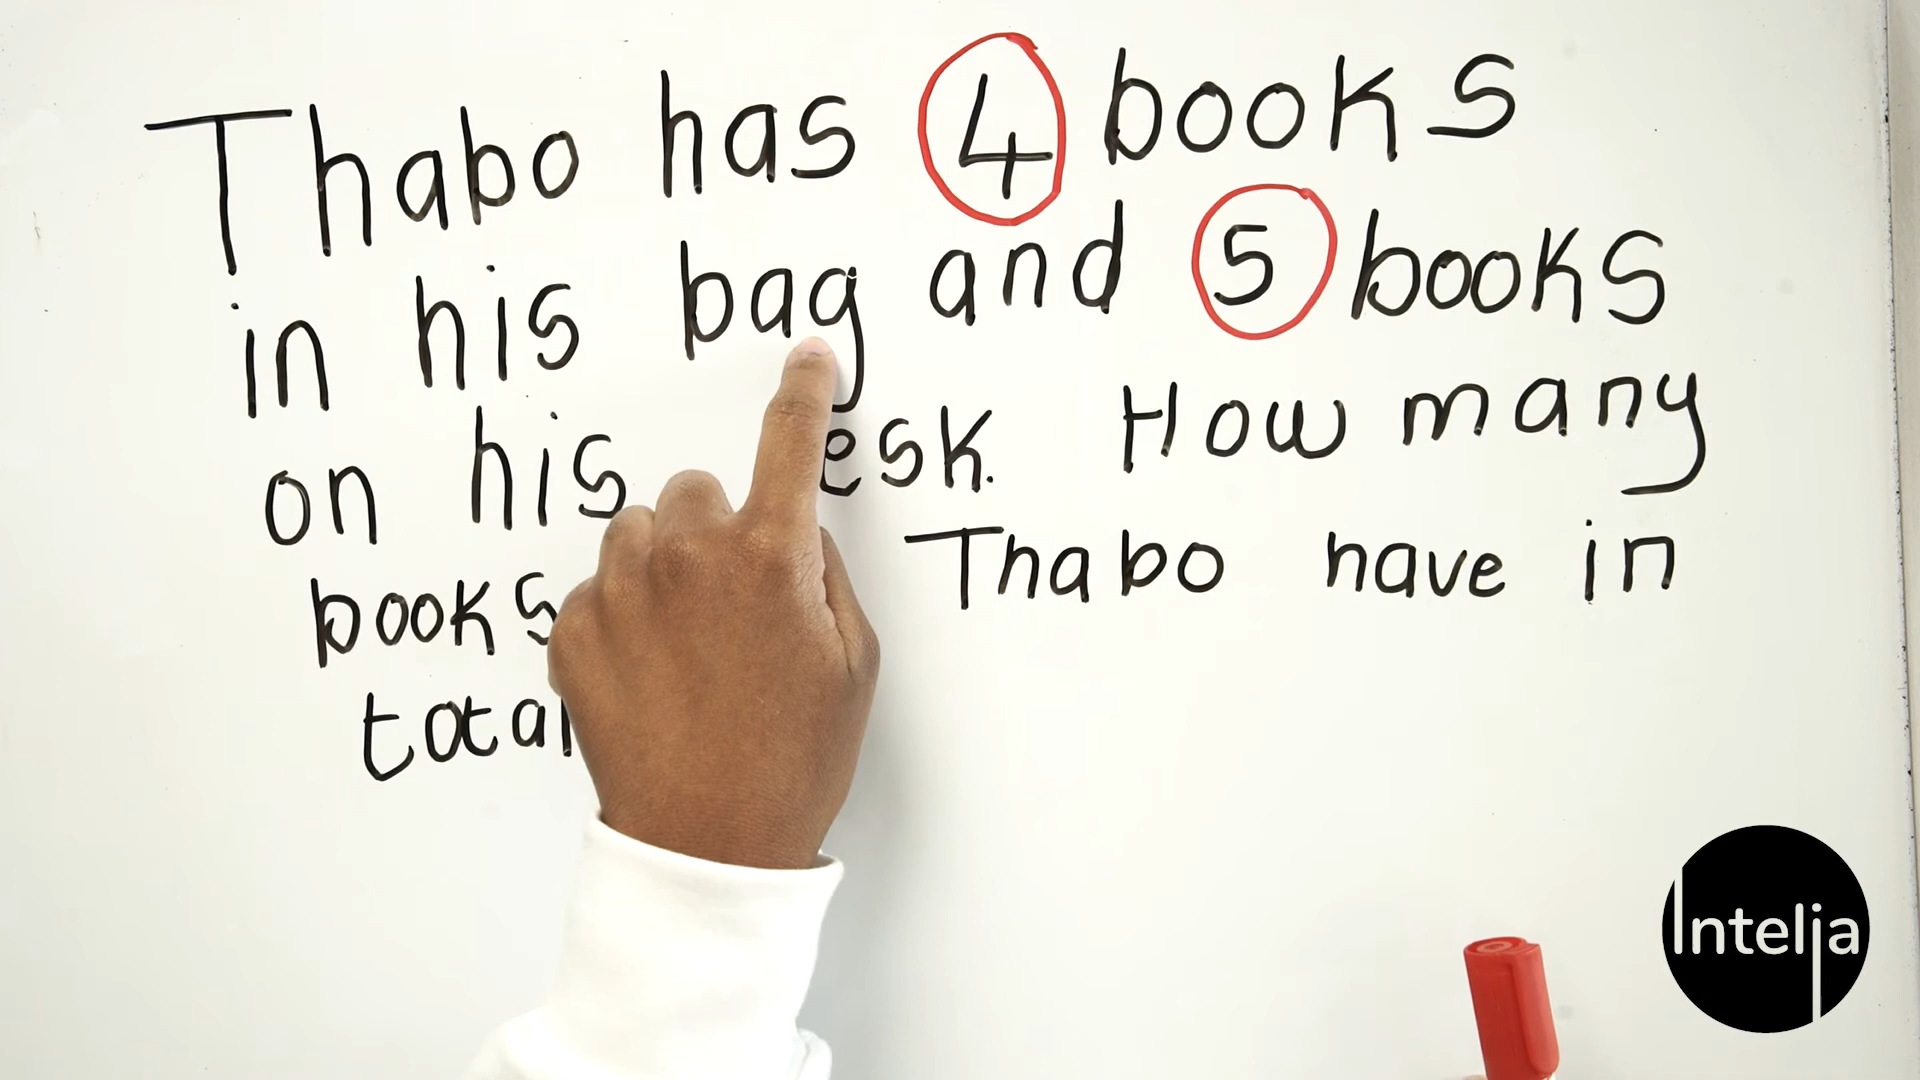 Thabo has 4 books
in his bag and 5 books
on his esk. How many
books Thabo have in
total
Intelja